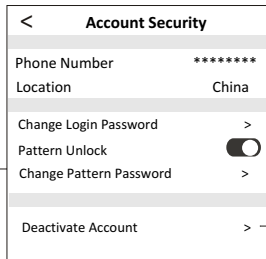 < Account Security
Phone Number ********
Location China
Change Login Password >
Pattern Unlock
Change Pattern Password >
Deactivate Account >